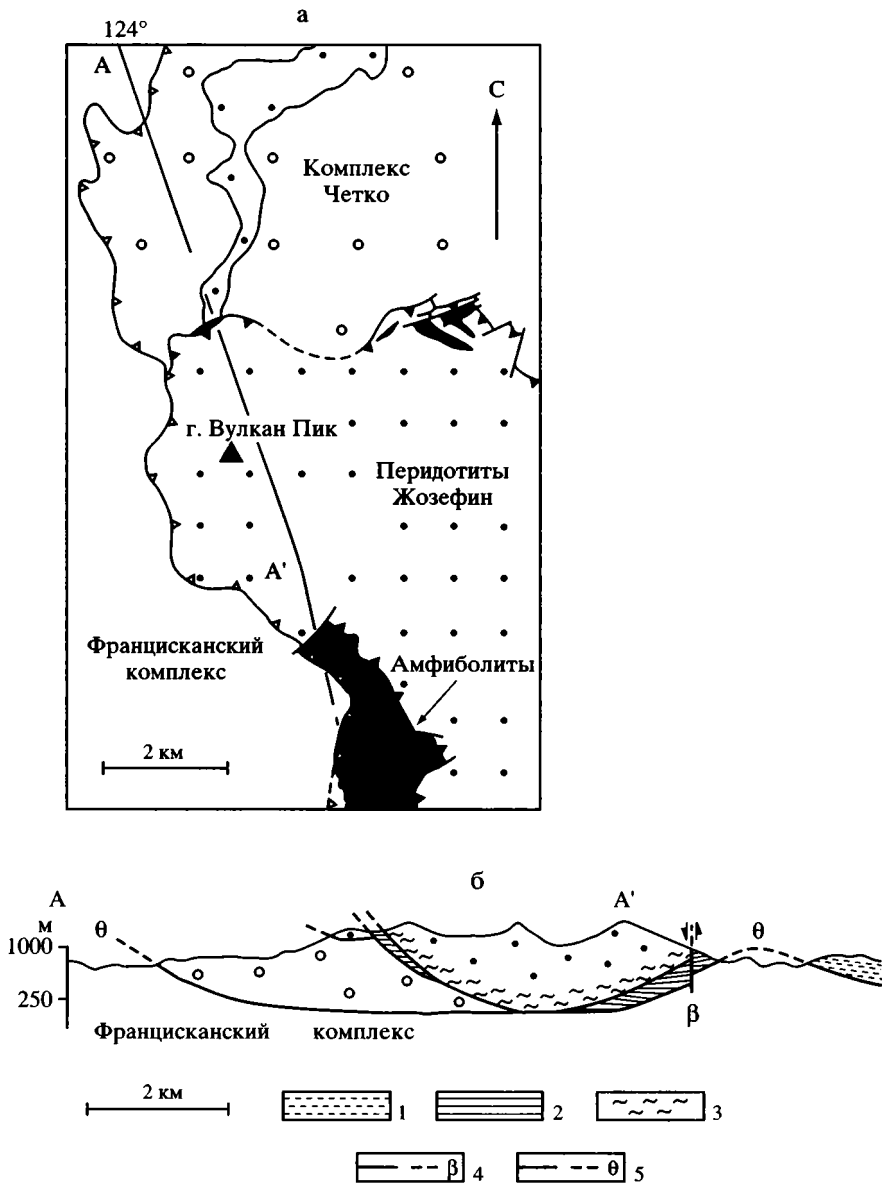 а
124°
А
С
Комплекс
Четко
г. Вулкан Пик
Перидотиты
Жозефин
А'
Францисканский
комплекс
Амфиболиты
2 км
б
А
А'
м
θ
θ
1000
250
β
Францисканский комплекс
2 км
1
2
3
β 4
θ 5